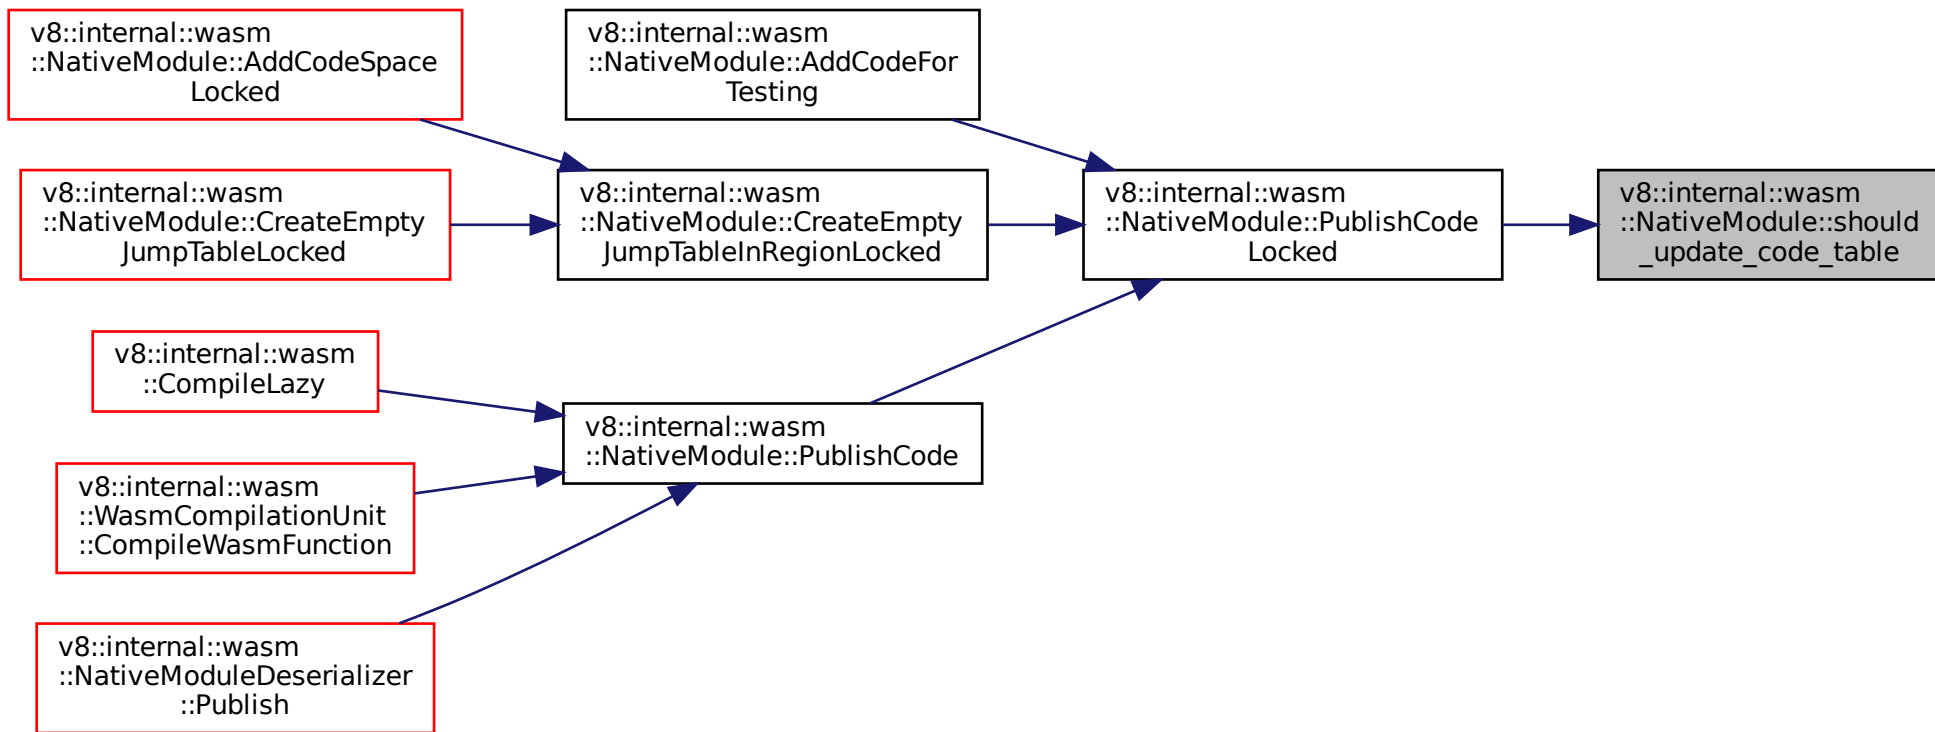 v8::internal::wasm
::NativeModule::AddCodeSpace
Locked
v8::internal::wasm
::NativeModule::AddCodeFor
Testing
v8::internal::wasm
::NativeModule::CreateEmpty
JumpTableLocked
v8::internal::wasm
::NativeModule::CreateEmpty
JumpTableInRegionLocked
v8::internal::wasm
::NativeModule::PublishCode
Locked
v8::internal::wasm
::NativeModule::should
_update_code_table
v8::internal::wasm
::CompileLazy
v8::internal::wasm
::NativeModule::PublishCode
v8::internal::wasm
::WasmCompilationUnit
::CompileWasmFunction
v8::internal::wasm
::NativeModuleDeserializer
::Publish